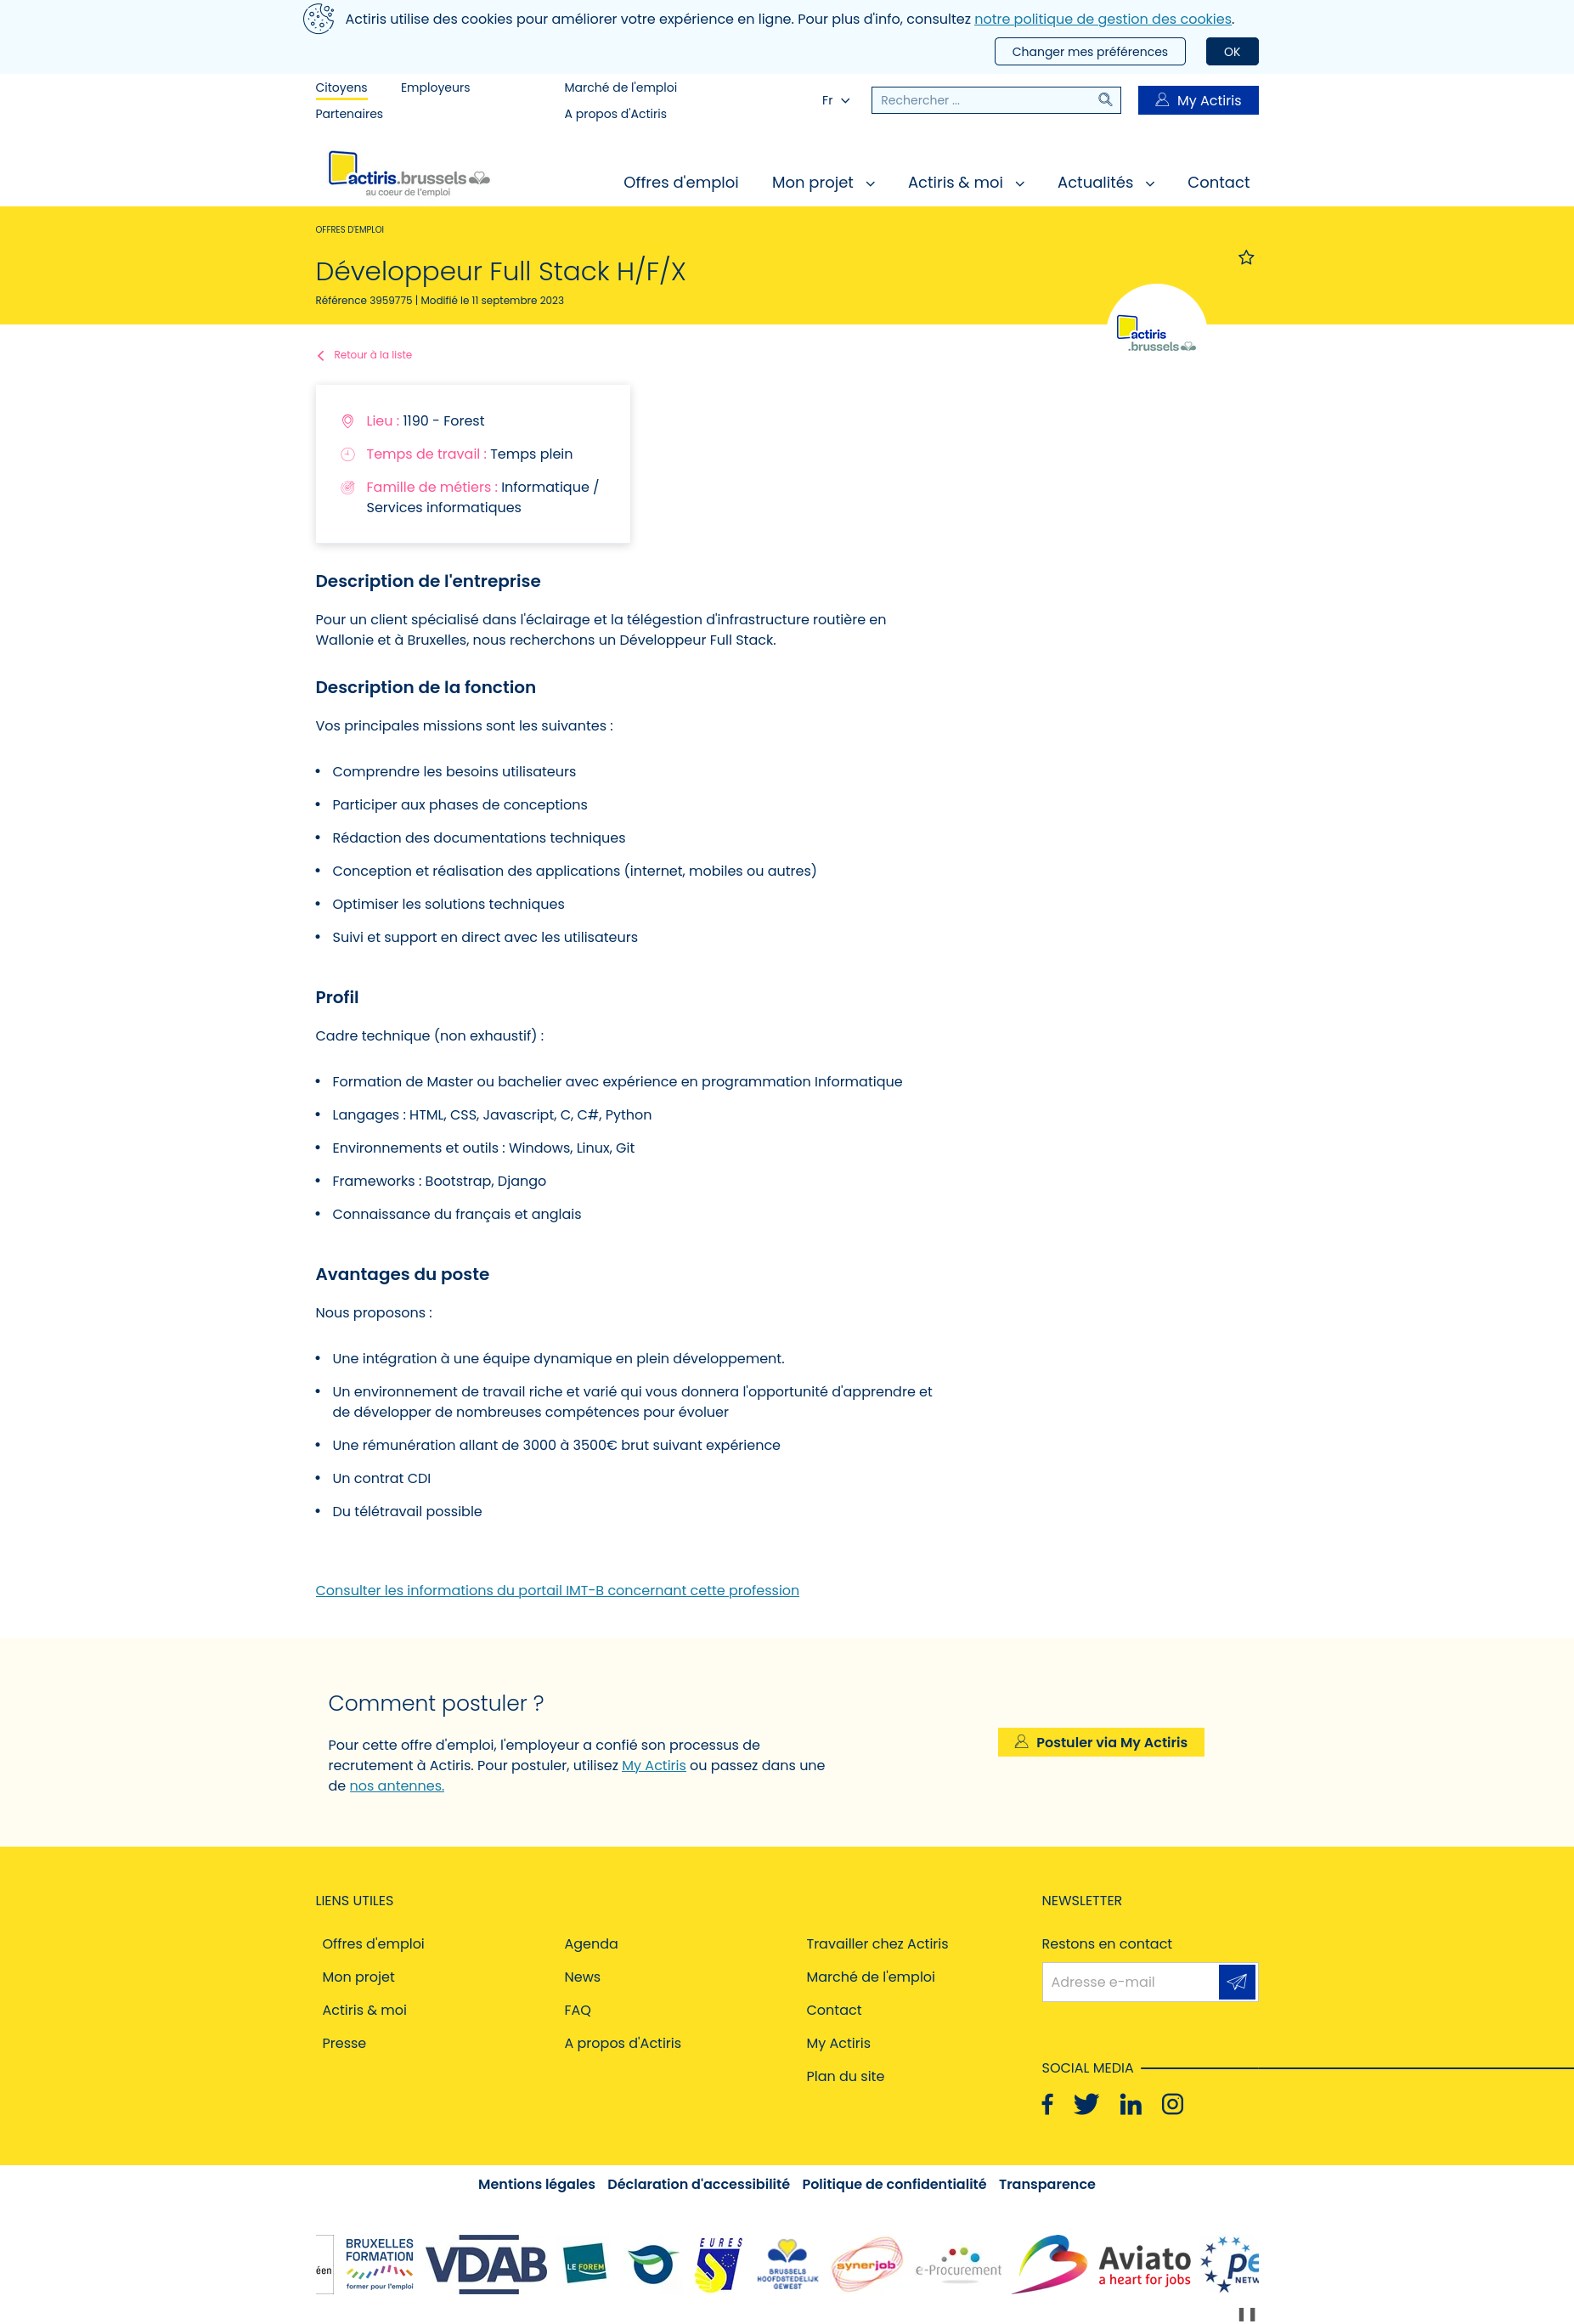 Actiris utilise des cookies pour améliorer votre expérience en ligne. Pour plus d'info, consultez notre politique de gestion des cookies.
Changer mes préférences
OK
Citoyens
Employeurs
Marché de l'emploi
Partenaires
A propos d'Actiris
Fr
Rechercher ...
My Actiris
actiris.brussels
au coeur de l'emploi
Offres d'emploi
Mon projet
Actiris & moi
Actualités
Contact
OFFRES D'EMPLOI
Développeur Full Stack H/F/X
Référence 3959775 | Modifié le 11 septembre 2023
actiris
.brussels
Retour à la liste
Lieu : 1190 - Forest
Temps de travail : Temps plein
Famille de métiers : Informatique /
Services informatiques
Description de l'entreprise
Pour un client spécialisé dans l'éclairage et la télégestion d'infrastructure routière en
Wallonie et à Bruxelles, nous recherchons un Développeur Full Stack.
Description de la fonction
Vos principales missions sont les suivantes :
• Comprendre les besoins utilisateurs
• Participer aux phases de conceptions
• Rédaction des documentations techniques
• Conception et réalisation des applications (internet, mobiles ou autres)
• Optimiser les solutions techniques
• Suivi et support en direct avec les utilisateurs
Profil
Cadre technique (non exhaustif) :
• Formation de Master ou bachelier avec expérience en programmation Informatique
• Langages : HTML, CSS, Javascript, C, C#, Python
• Environnements et outils : Windows, Linux, Git
• Frameworks : Bootstrap, Django
• Connaissance du français et anglais
Avantages du poste
Nous proposons :
• Une intégration à une équipe dynamique en plein développement.
• Un environnement de travail riche et varié qui vous donnera l'opportunité d'apprendre et
de développer de nombreuses compétences pour évoluer
• Une rémunération allant de 3000 à 3500€ brut suivant expérience
• Un contrat CDI
• Du télétravail possible
Consulter les informations du portail IMT-B concernant cette profession
Comment postuler ?
Pour cette offre d'emploi, l'employeur a confié son processus de
recrutement à Actiris. Pour postuler, utilisez My Actiris ou passez dans une
de nos antennes.
Postuler via My Actiris
LIENS UTILES
Offres d'emploi
Mon projet
Actiris & moi
Presse
Agenda
News
FAQ
A propos d'Actiris
Travailler chez Actiris
Marché de l'emploi
Contact
My Actiris
Plan du site
NEWSLETTER
Restons en contact
Adresse e-mail
SOCIAL MEDIA
Mentions légales
Déclaration d'accessibilité
Politique de confidentialité
Transparence
éen
BRUXELLES
FORMATION
former pour l'emploi
VDAB
LE FOREM
EURES
BRUSSELS
HOOFDSTEDELIJK
GEWEST
synerjob
e-Procurement
Aviato
a heart for jobs
pe
NETW